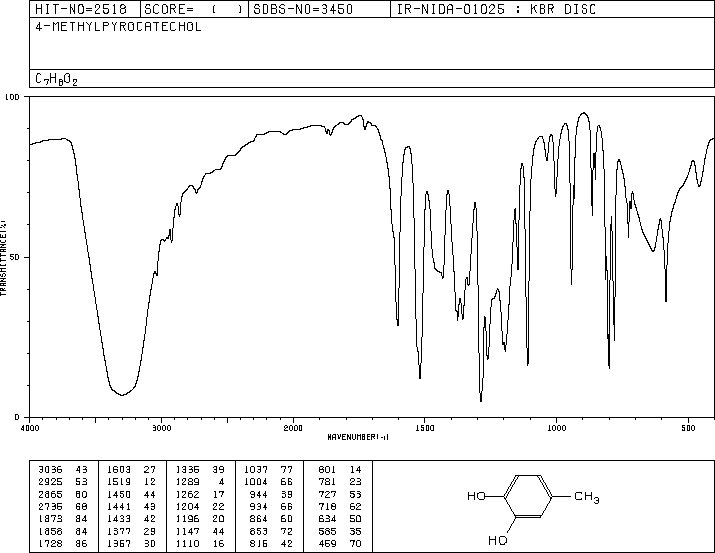 HIT-NO=2518 SCORE= ( ) SDBS-NO=3450 IR-NIDA-01025 : KBR DISC
4-METHYLPYROCATECHOL
C7H8O2
100
50
0
TRANSMITTANCE(%)
4000 3000 2000 1500 1000 500
WAVENUMBER(-1)
3036 43 1603 27 1336 39 1037 77 801 14
2925 53 1519 12 1289 4 1004 66 781 23
2865 60 1450 44 1262 17 944 39 727 53
2735 68 1441 43 1204 22 934 66 718 62
1873 84 1433 42 1196 20 864 60 634 50
1858 84 1377 29 1147 44 853 72 585 35
1728 86 1367 30 1110 16 816 42 469 70
HO
CH3
HO